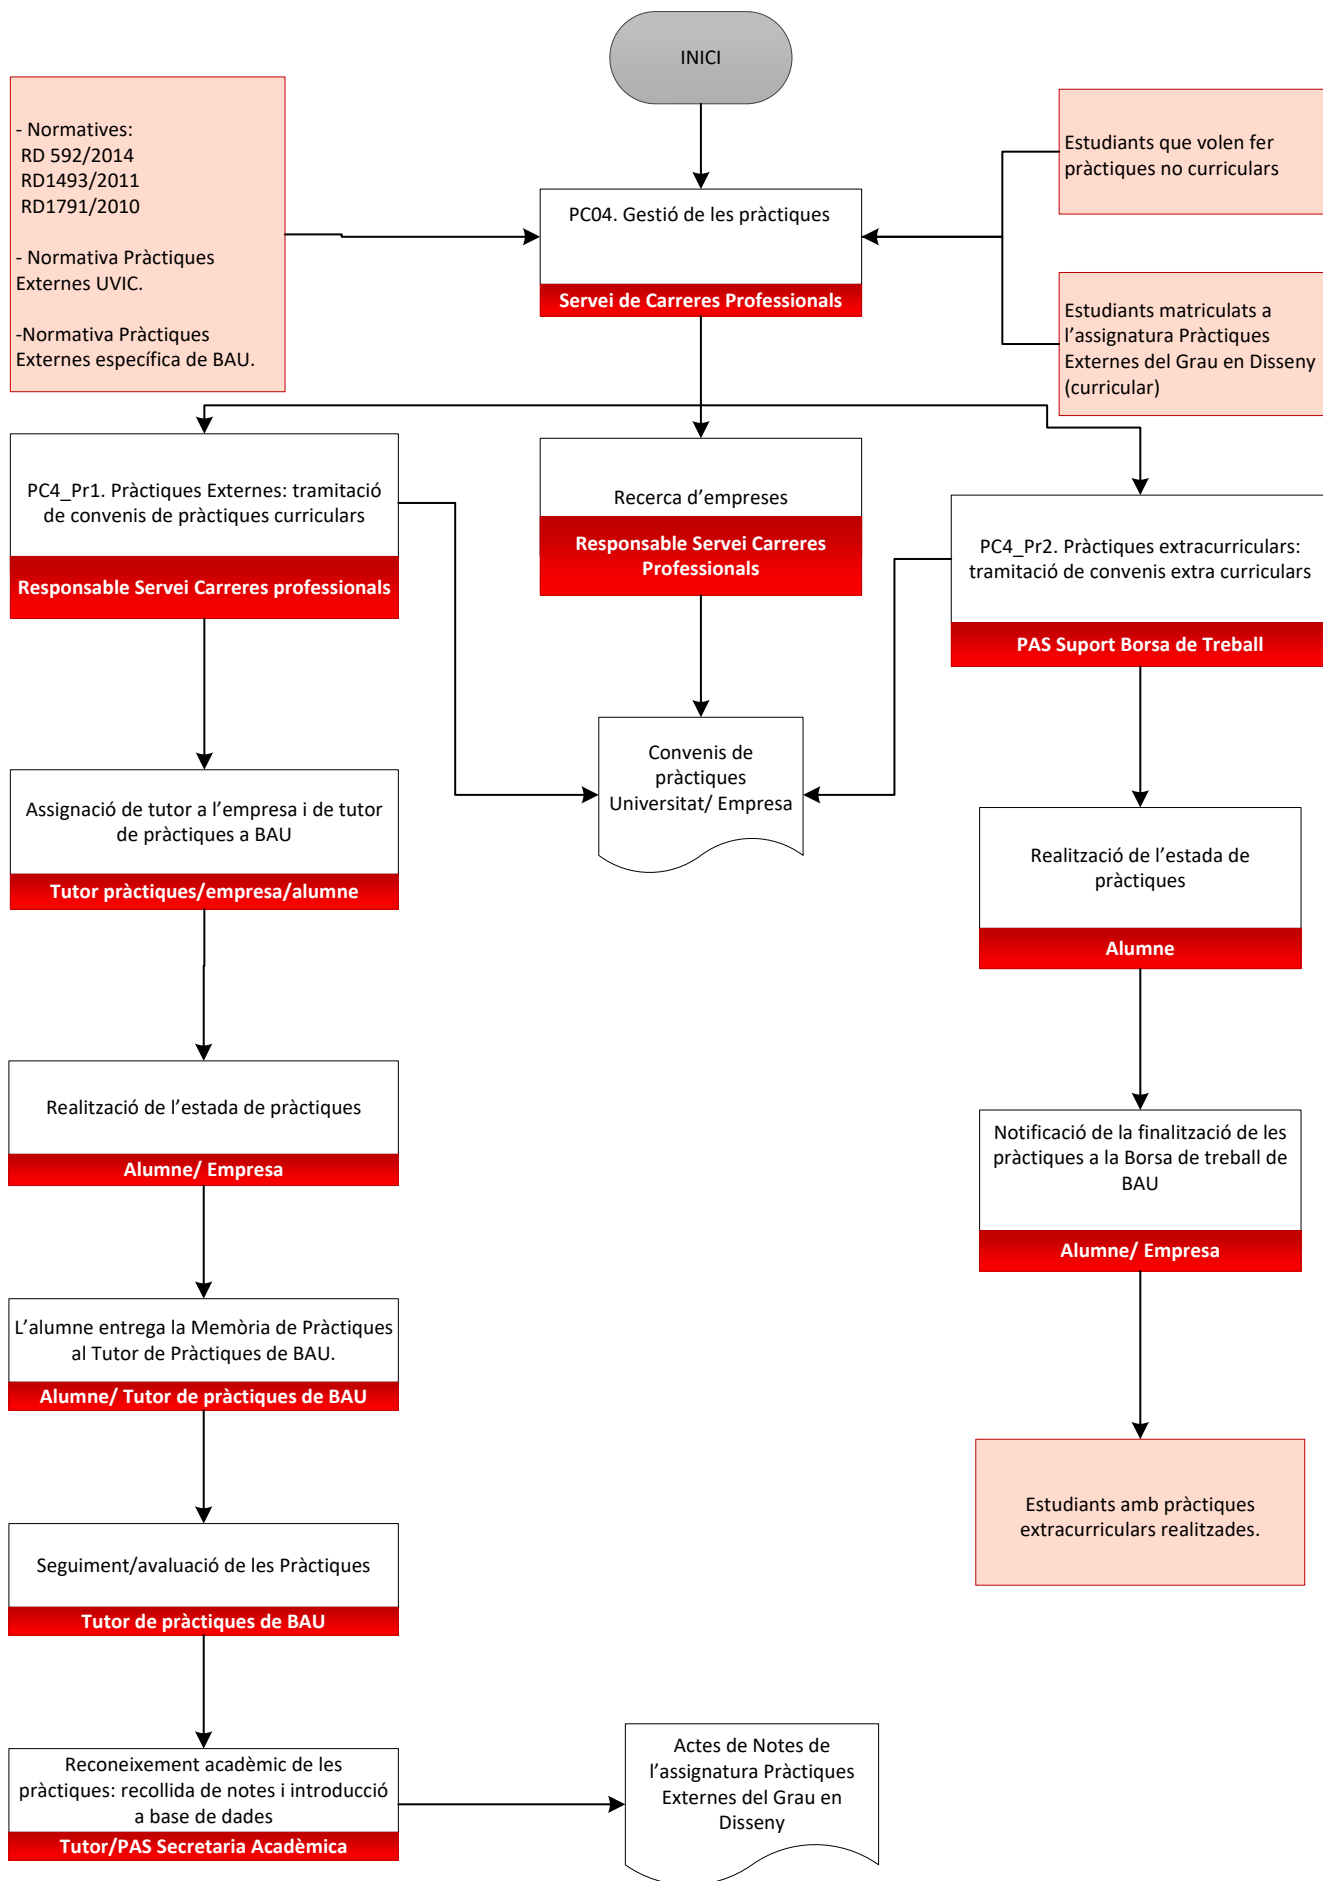 INICI
- Normatives:
RD 592/2014
RD1493/2011
RD1791/2010
- Normativa Pràctiques
Externes UVIC.
-Normativa Pràctiques
Externes específica de BAU.
PC04. Gestió de les pràctiques
Servei de Carreres Professionals
Estudiants que volen fer
pràctiques no curriculars
Estudiants matriculats a
l’assignatura Pràctiques
Externes del Grau en Disseny
(curricular)
PC4_Pr1. Pràctiques Externes: tramitació
de convenis de pràctiques curriculars
Responsable Servei Carreres professionals
Recerca d’empreses
Responsable Servei Carreres
Professionals
PC4_Pr2. Pràctiques extracurriculars:
tramitació de convenis extra curriculars
PAS Suport Borsa de Treball
Convenis de
pràctiques
Universitat/ Empresa
Assignació de tutor a l’empresa i de tutor
de pràctiques a BAU
Tutor pràctiques/empresa/alumne
Realització de l’estada de
pràctiques
Alumne
Realització de l’estada de pràctiques
Alumne/ Empresa
Notificació de la finalització de les
pràctiques a la Borsa de treball de
BAU
Alumne/ Empresa
L’alumne entrega la Memòria de Pràctiques
al Tutor de Pràctiques de BAU.
Alumne/ Tutor de pràctiques de BAU
Estudiants amb pràctiques
extracurriculars realitzades.
Seguiment/avaluació de les Pràctiques
Tutor de pràctiques de BAU
Reconeixement acadèmic de les
pràctiques: recollida de notes i introducció
a base de dades
Tutor/PAS Secretaria Acadèmica
Actes de Notes de
l’assignatura Pràctiques
Externes del Grau en
Disseny